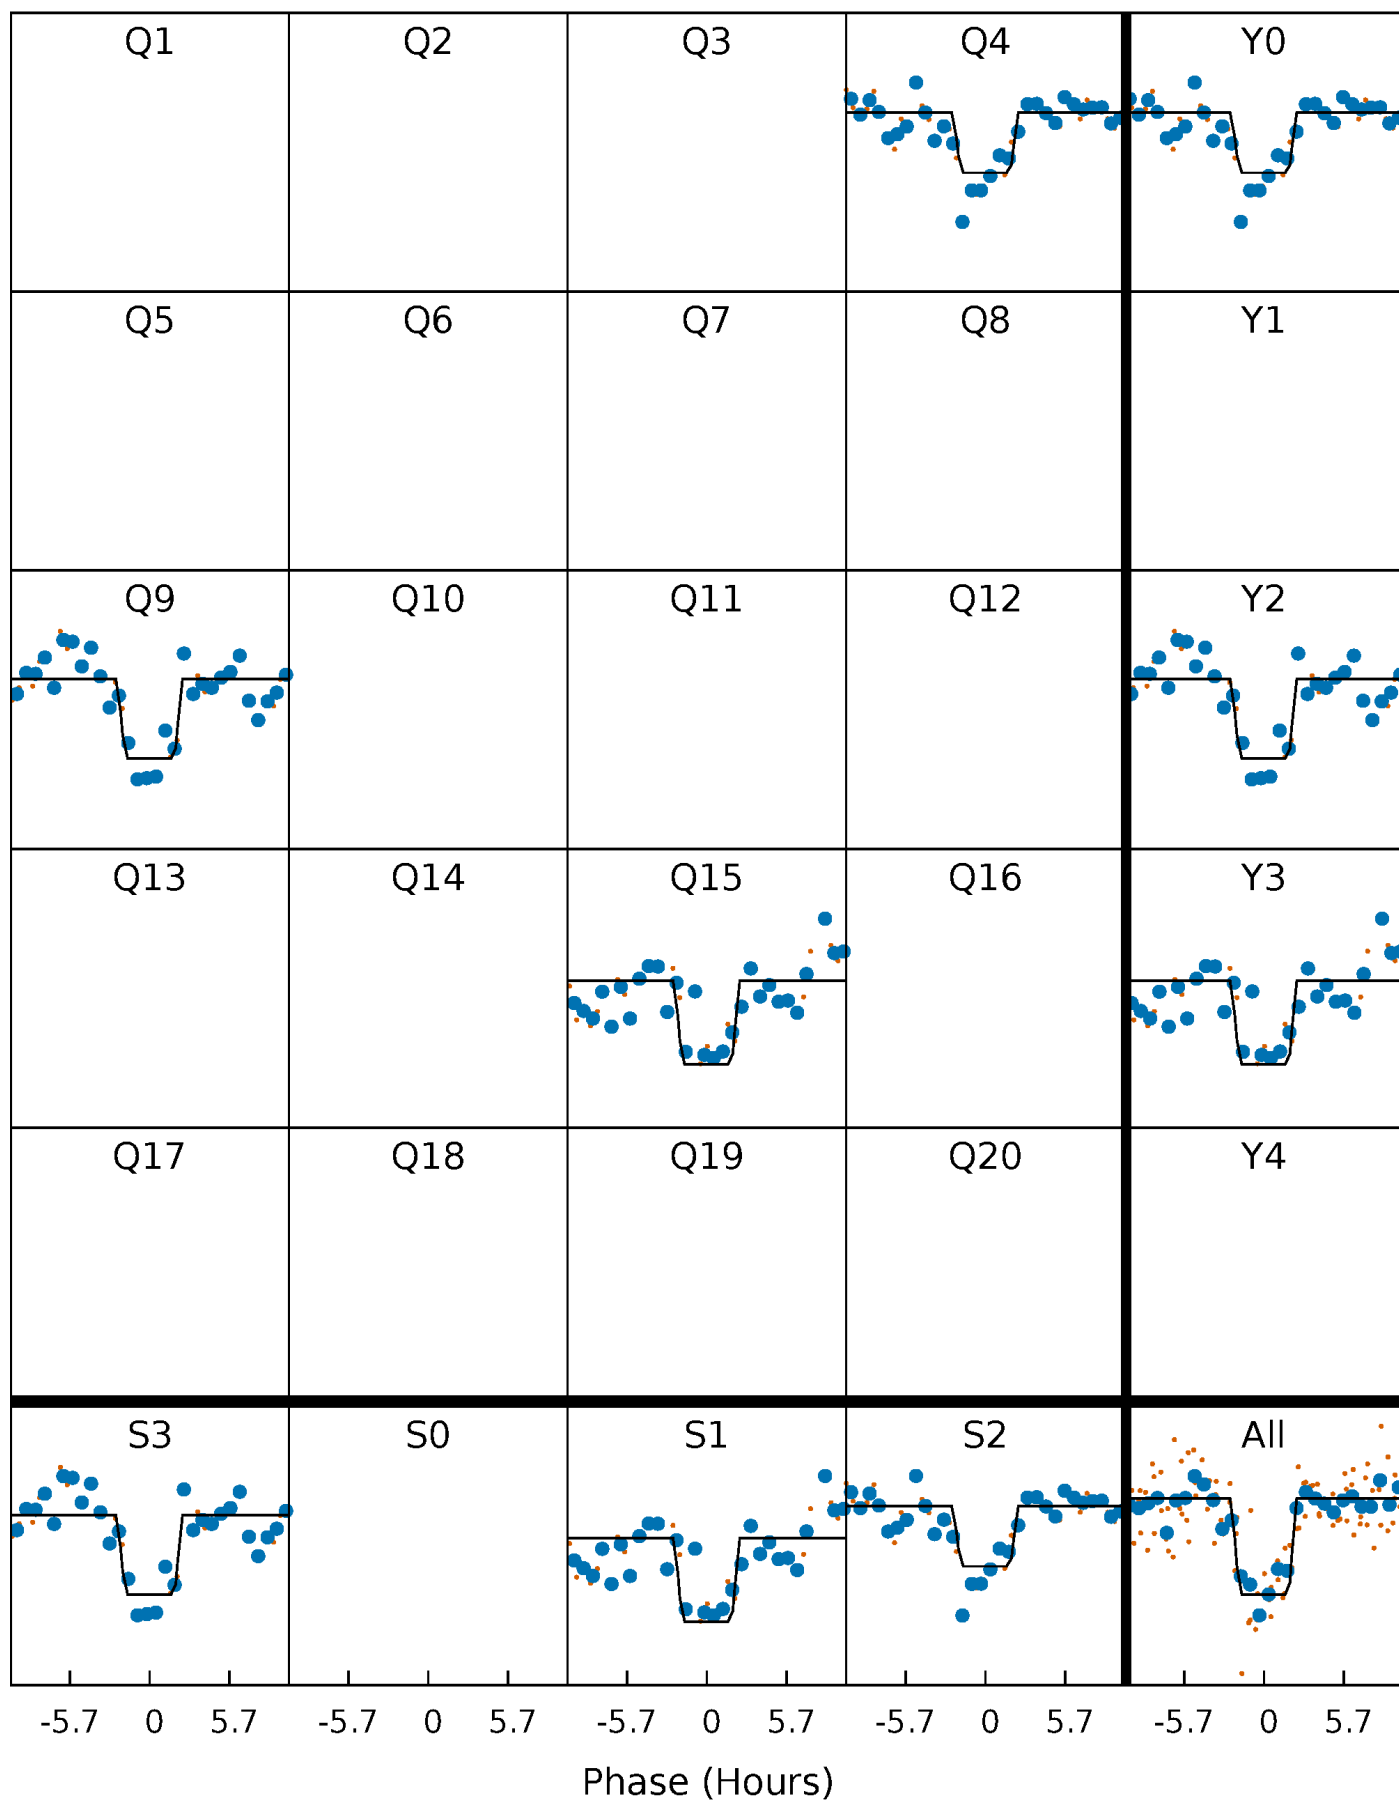 Q1 Q2 Q3 Q4 Y0
Q5 Q6 Q7 Q8 Y1
Q9 Q10 Q11 Q12 Y2
Q13 Q14 Q15 Q16 Y3
Q17 Q18 Q19 Q20 Y4
S3 S0 S1 S2 All
-5.7 0 5.7 -5.7 0 5.7 -5.7 0 5.7 -5.7 0 5.7 -5.7 0 5.7
Phase (Hours)